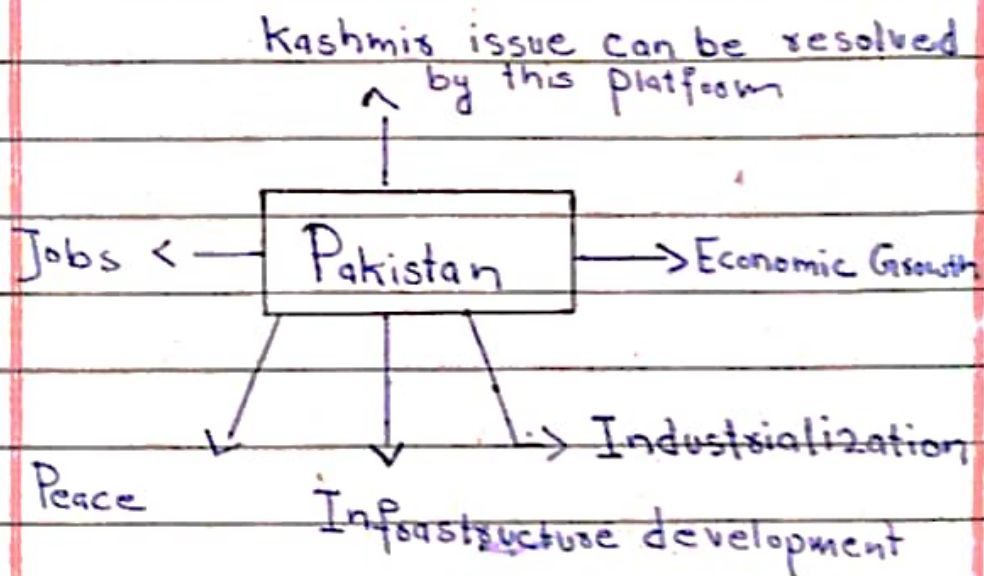 Kashmir issue can be resolved
by this platform
Jobs
Pakistan
Economic Growth
Industrialization
Peace
Infrastructure development